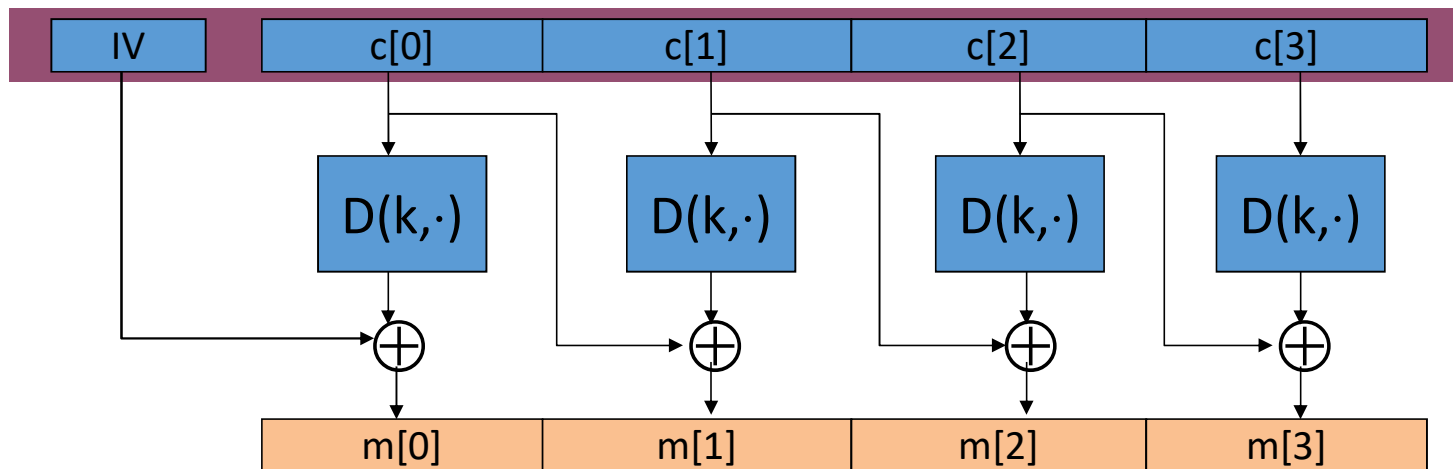 IV c[0] c[1] c[2] c[3]
D(k,·) D(k,·) D(k,·) D(k,·)
m[0] m[1] m[2] m[3]